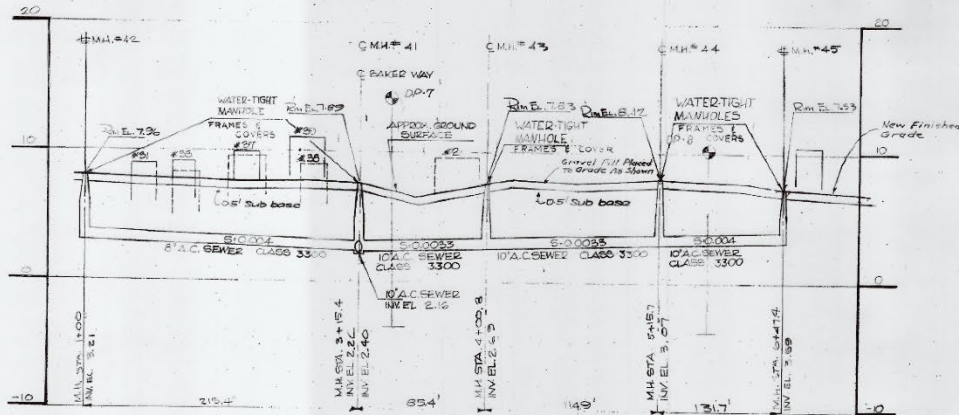 20
20
M.H. #42
℄ M.H. # 41
℄ M.H. # 43
℄ M.H. # 44
℄ M.H. #45
℄ BAKER WAY
D.P.-7
WATER-TIGHT
MANHOLE
FRAMES &
COVERS
Rim EL. 7.89
Rim EL. 7.96
APPROX. GROUND
SURFACE
Rim EL. 7.83
WATER-TIGHT
MANHOLE
FRAMES & COVER
Rim EL. 8.42
WATER-TIGHT
MANHOLES
FRAMES &
COVERS
D.P.-8
Rim EL 7.53
New Finished
Grade
10
10
#31
#33
#37
#30
#38
#2
Gravel Fill Placed
To Grade As Shown
0.5' Sub base
0.5' Sub base
S=0.004
8" A.C. SEWER CLASS 3300
S=0.0033
10" A.C. SEWER
CLASS 3300
S=0.0033
10" A.C. SEWER CLASS 3300
S=0.004
10" A.C. SEWER
CLASS 3300
0
0
10" A.C. SEWER
INV. EL 2.16
M.H. STA. 1+00
INV. EL. 3.21
M.H. STA. 3+15.4
INV. EL 2.26
INV. EL 2.40
M.H. STA. 4+00.8
INV. EL. 2.69
M.H. STA. 5+15.7
INV. EL. 3.07
M.H. STA. 6+47.4
INV. EL. 3.59
-10
-10
215.4'
85.4'
114.9'
131.7'